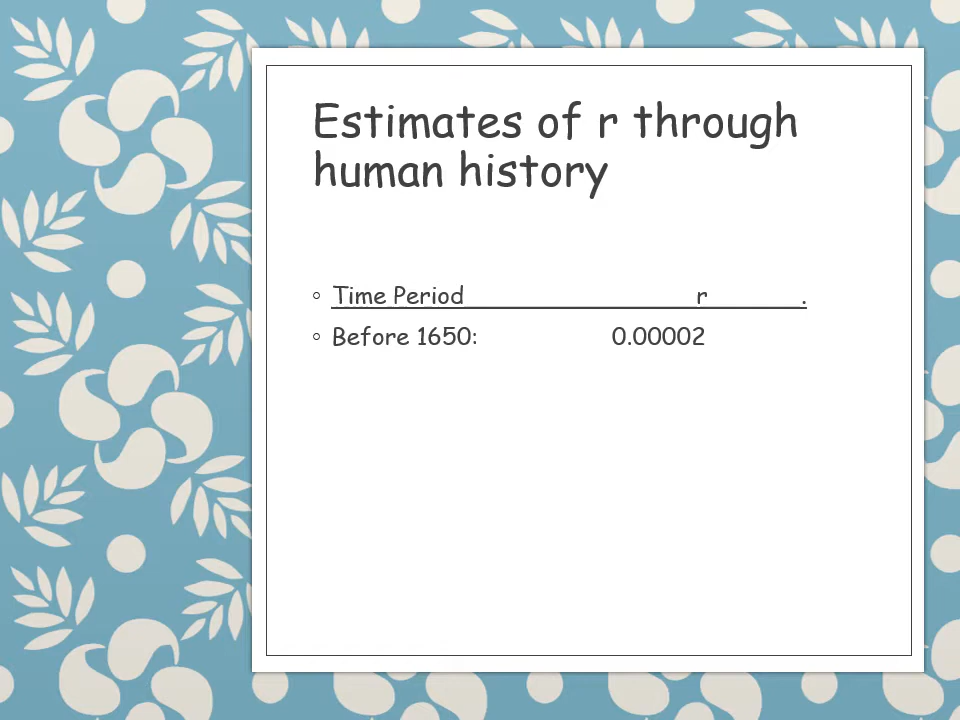 Estimates of r through
human history
◦ Time Period r .
◦ Before 1650: 0.00002